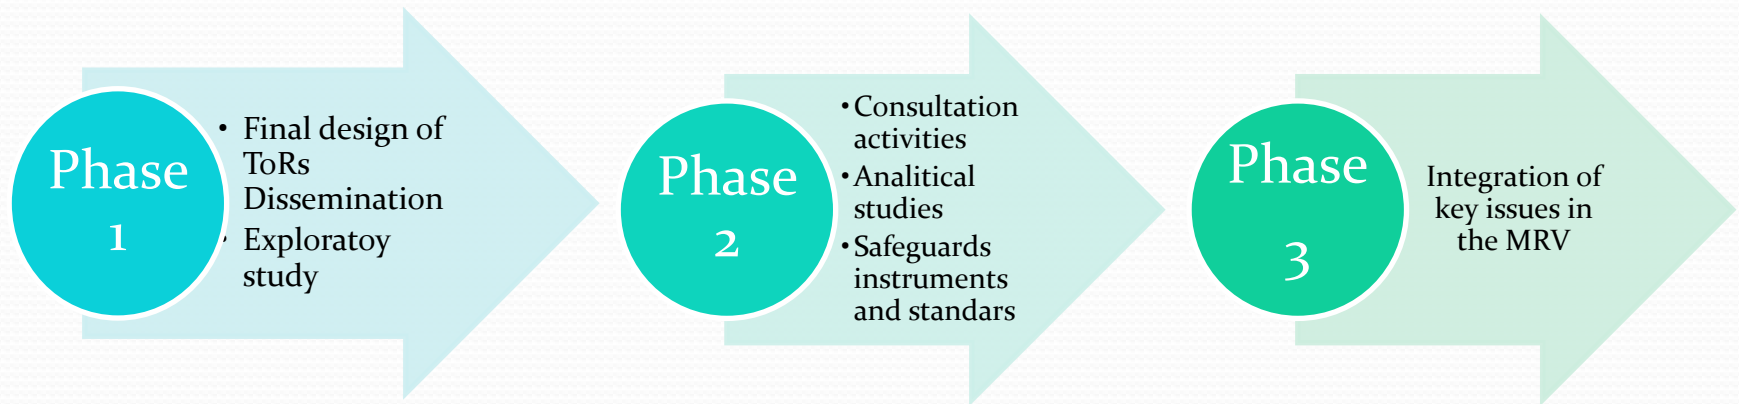 Phase
1
• Final design of
ToRs
Dissemination
• Exploratoy
study
Phase
2
•Consultation
activities
•Analitical
studies
•Safeguards
instruments
and standars
Phase
3
Integration of
key issues in
the MRV